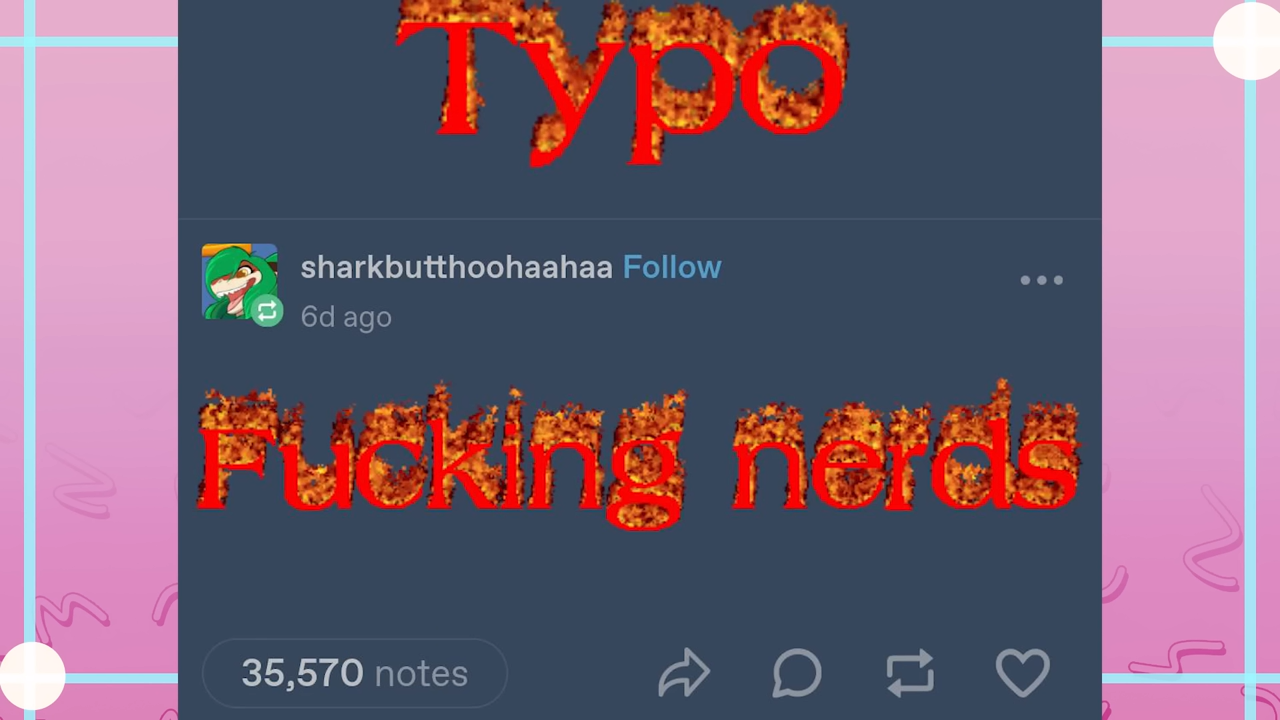 Typo
sharkbutthoohaahaa Follow
6d ago
Fucking nerds
35,570 notes